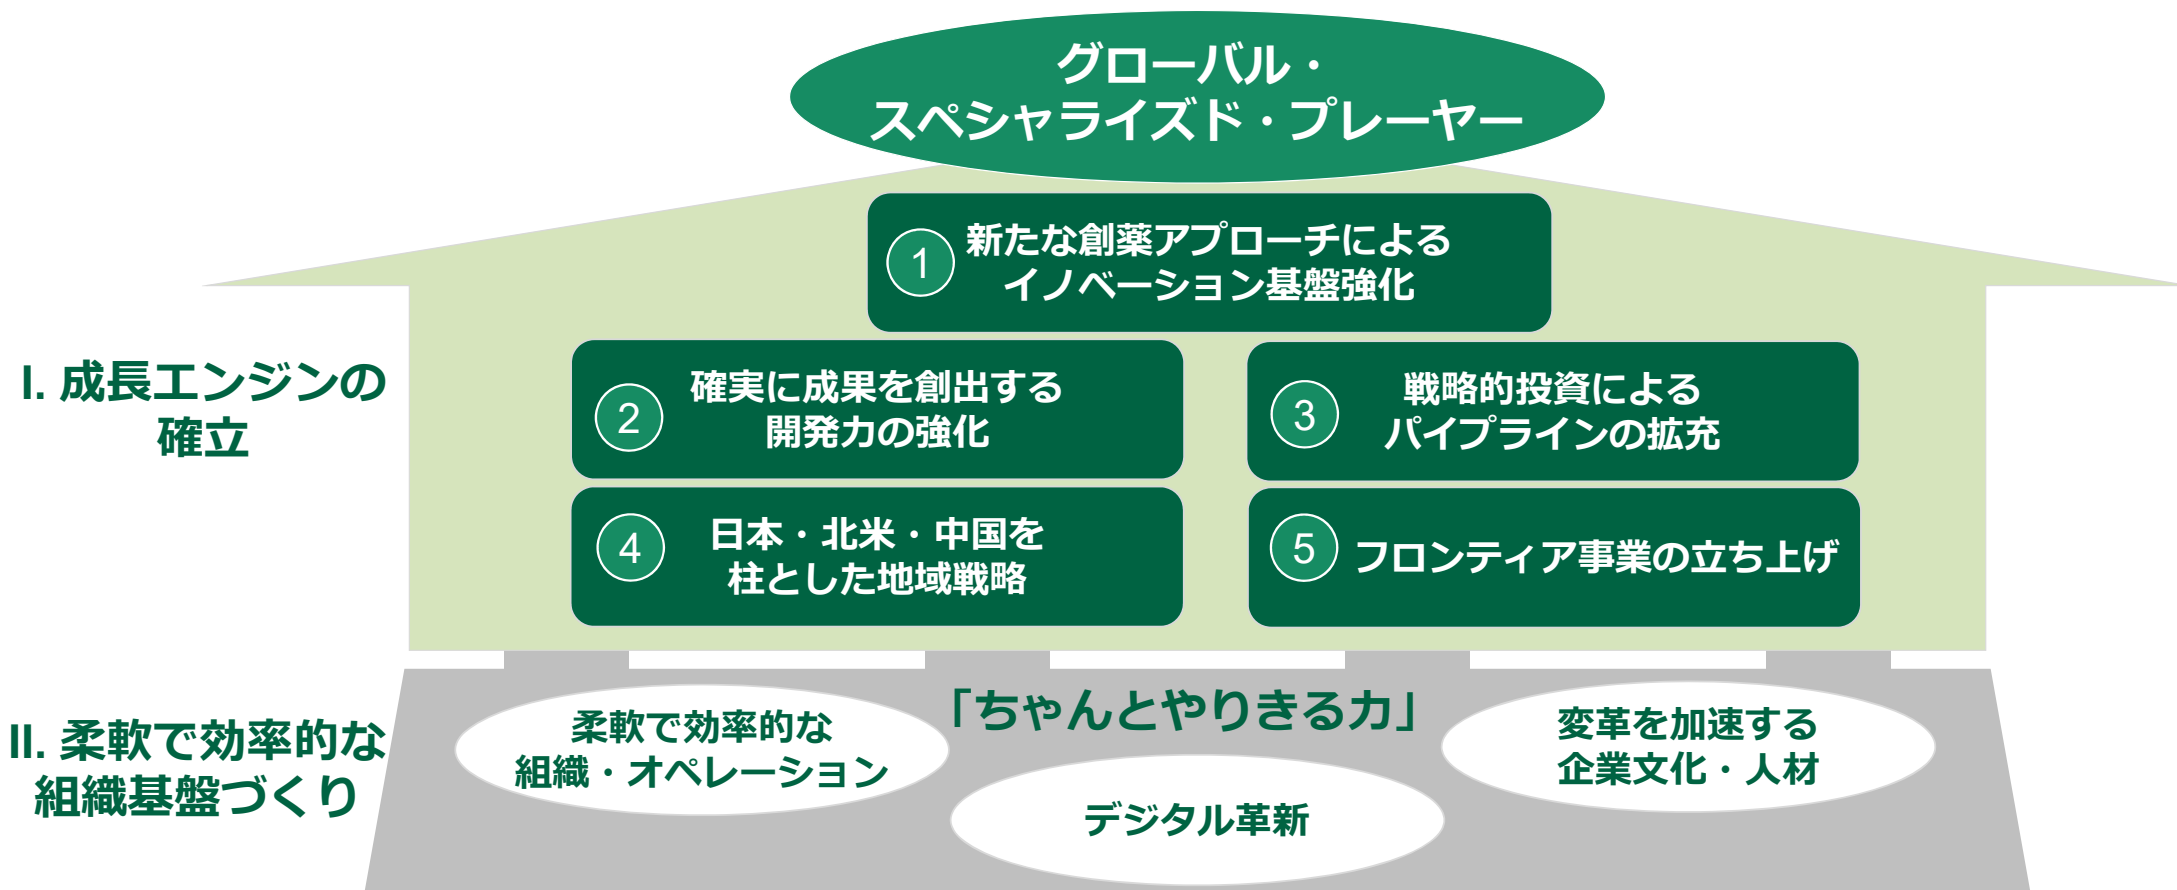 グローバル・
スペシャライズド・プレーヤー
1
新たな創薬アプローチによる
イノベーション基盤強化
I. 成長エンジンの
確立
2
確実に成果を創出する
開発力の強化
3
戦略的投資による
パイプラインの拡充
4
日本・北米・中国を
柱とした地域戦略
5
フロンティア事業の立ち上げ
II. 柔軟で効率的な
組織基盤づくり
「ちゃんとやりきる力」
柔軟で効率的な
組織・オペレーション
デジタル革新
変革を加速する
企業文化・人材